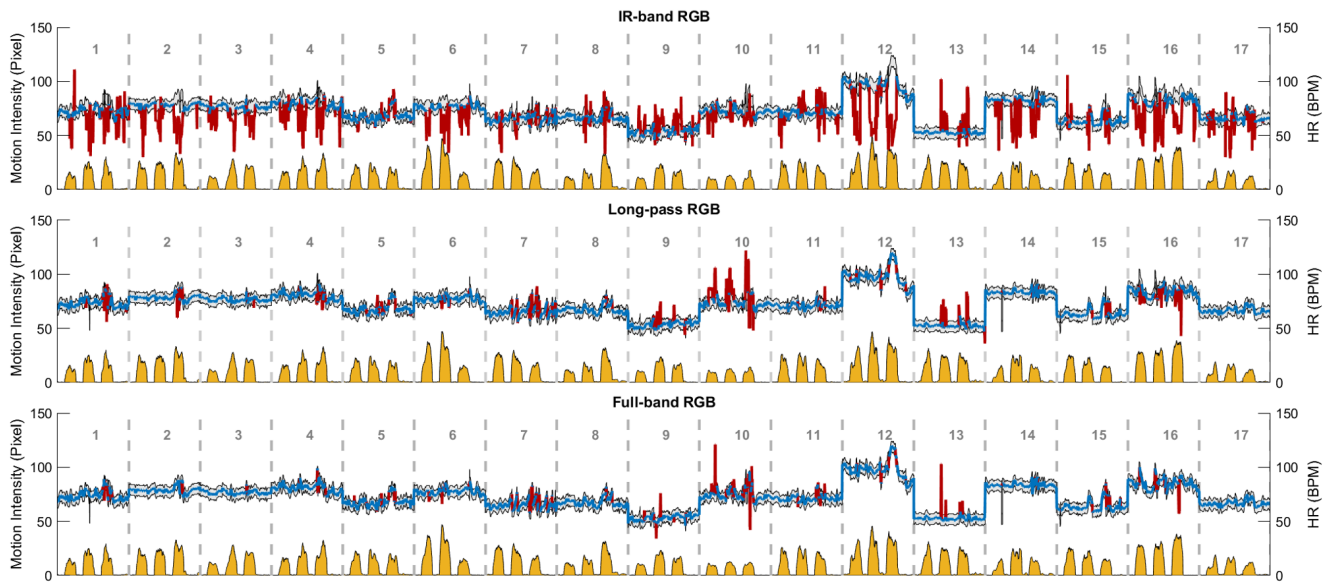 IR-band RGB
150 100 50 0
Motion Intensity (Pixel)
1 2 3 4 5 6 7 8 9 10 11 12 13 14 15 16 17
150 100 50 0
HR (BPM)
Long-pass RGB
150 100 50 0
Motion Intensity (Pixel)
1 2 3 4 5 6 7 8 9 10 11 12 13 14 15 16 17
150 100 50 0
HR (BPM)
Full-band RGB
150 100 50 0
Motion Intensity (Pixel)
1 2 3 4 5 6 7 8 9 10 11 12 13 14 15 16 17
150 100 50 0
HR (BPM)